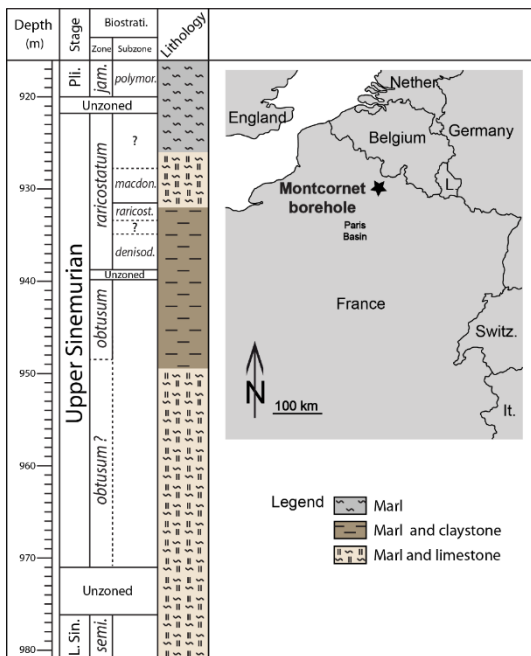 Depth
(m)
Stage
Biostrati.
Zone
Subzone
Lithology
Pli.
jam.
polymor.
920
Unzoned
raricostatum
?
macdon.
930
raricost.
?
denisod.
Unzoned
940
Upper Sinemurian
obtusum
950
obtusum ?
960
970
Unzoned
L. Sin.
semi.
980
Nether.
England
Belgium
Germany
L.
Montcornet
borehole
Paris
Basin
France
Switz.
It.
N
100 km
Legend
Marl
Marl and claystone
Marl and limestone